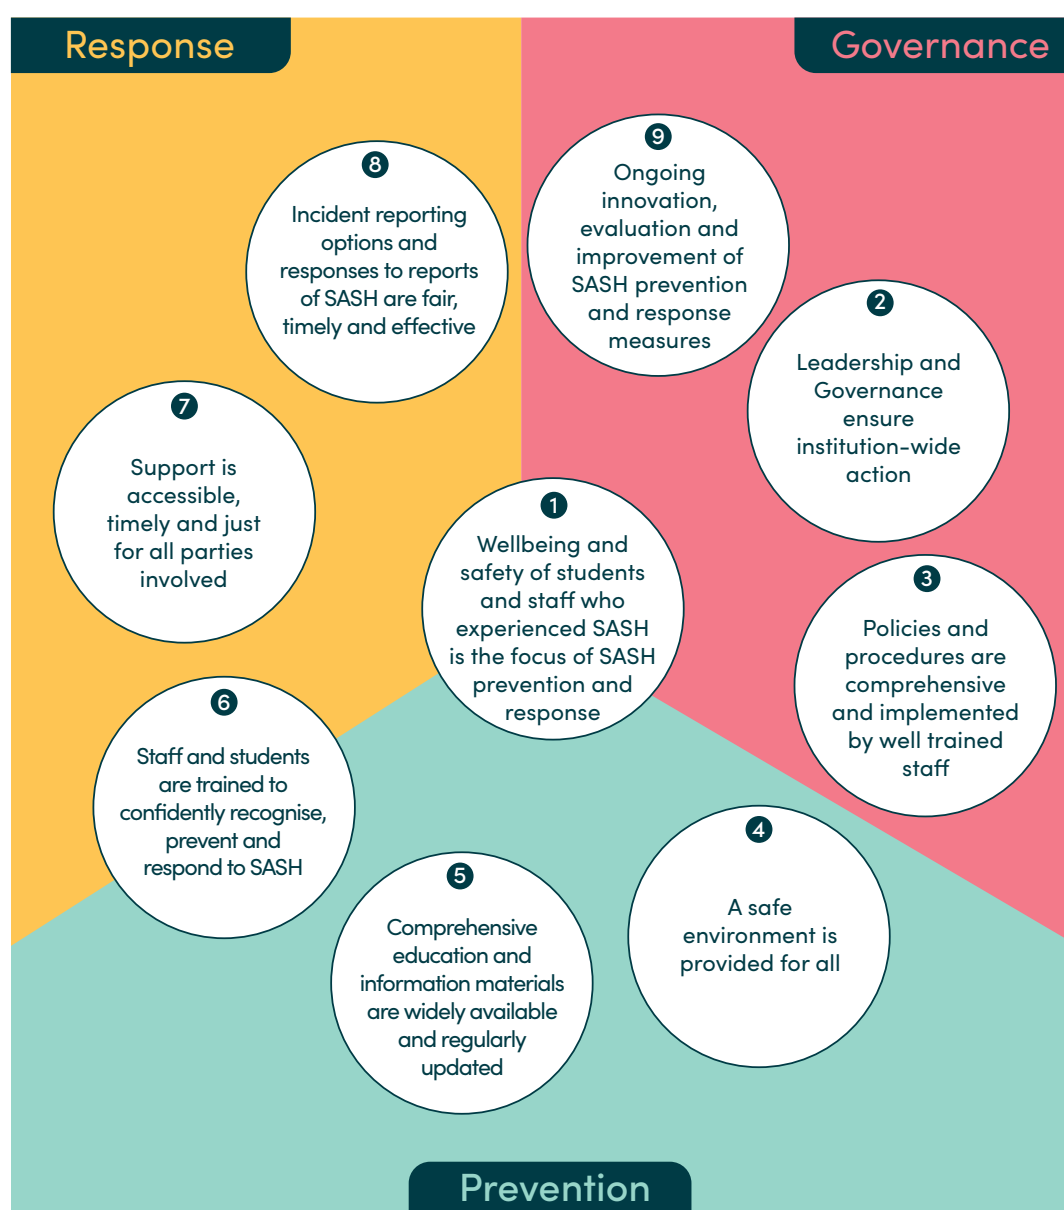 Response
Governance
8
Incident reporting
options and
responses to reports
of SASH are fair,
timely and effective
9
Ongoing
innovation,
evaluation and
improvement of
SASH prevention
and response
measures
2
Leadership and
Governance
ensure
institution-wide
action
7
Support is
accessible,
timely and just
for all parties
involved
1
Wellbeing and
safety of students
and staff who
experienced SASH
is the focus of SASH
prevention and
response
3
Policies and
procedures are
comprehensive
and implemented
by well trained
staff
6
Staff and students
are trained to
confidently recognise,
prevent and
respond to SASH
5
Comprehensive
education and
information materials
are widely available
and regularly
updated
4
A safe
environment is
provided for all
Prevention